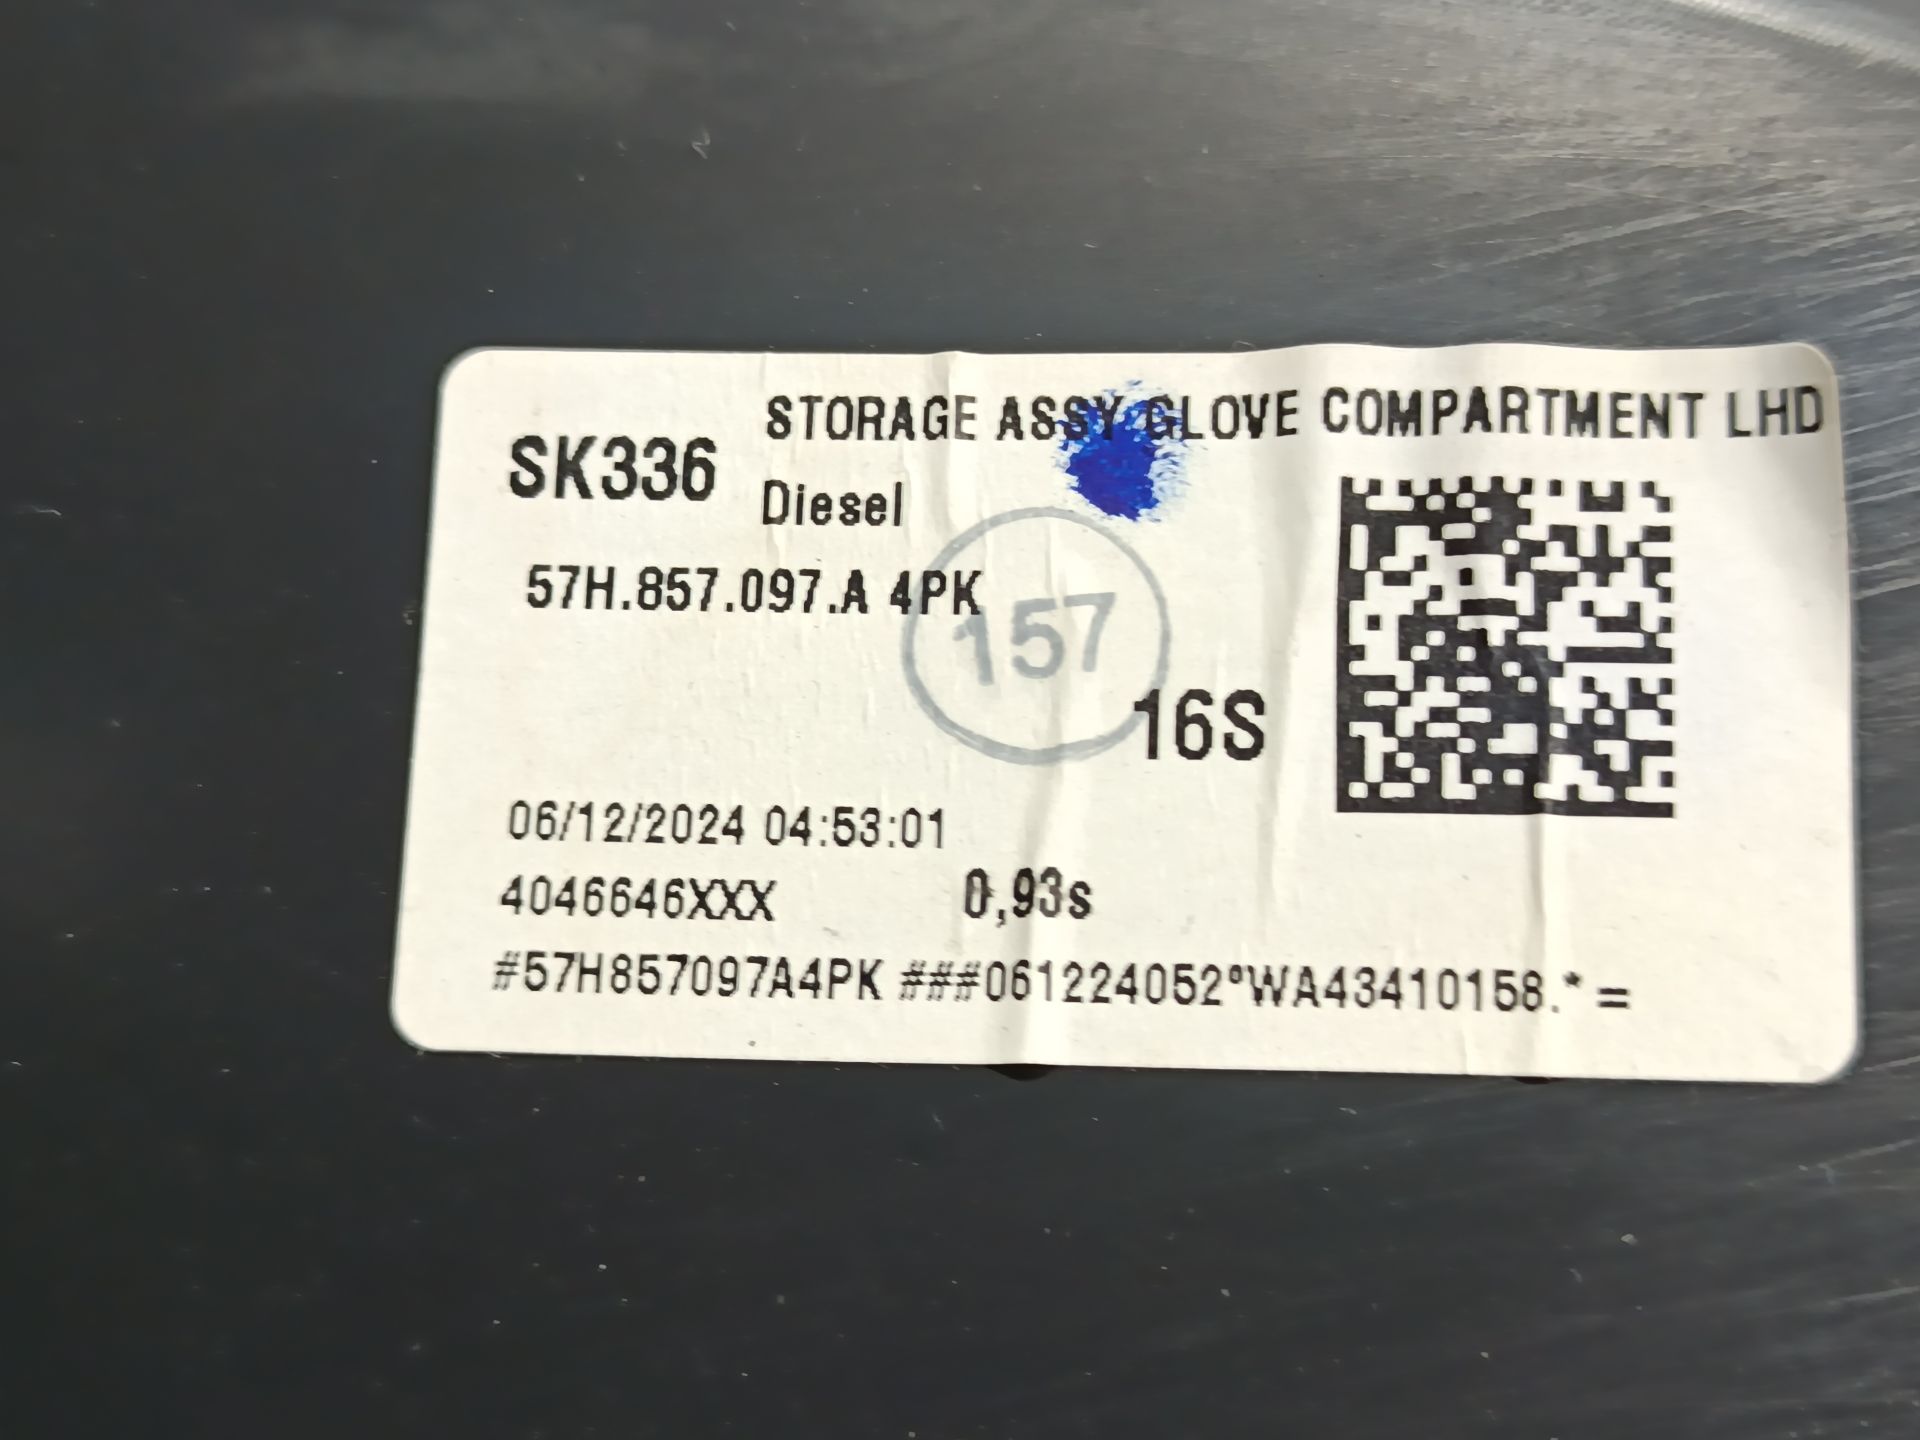 STORAGE ASSY GLOVE COMPARTMENT LHD
SK336
Diesel
57H.857.097.A 4PK
157
16S
06/12/2024 04:53:01
4046646XXX 0,93s
#57H857097A4PK ###061224052°WA43410158.*=